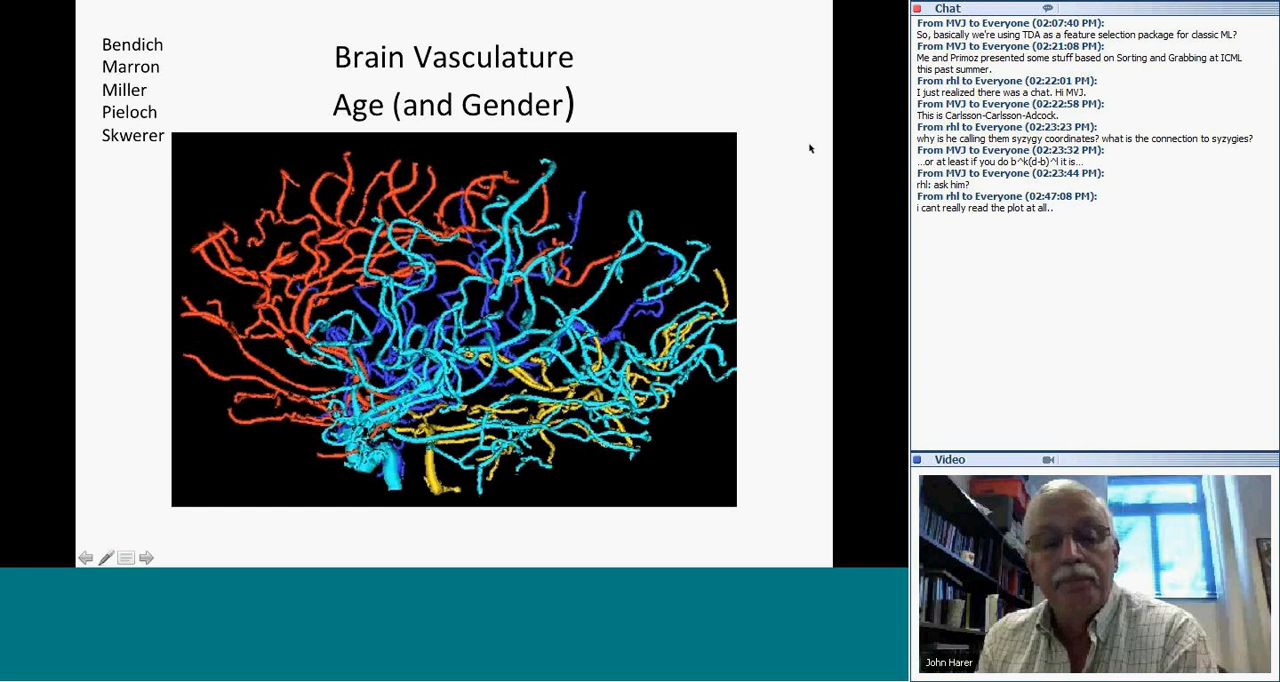 Bendich
Marron
Miller
Pieloch
Skwerer
Brain Vasculature
Age (and Gender)
Chat
From MVJ to Everyone (02:07:40 PM):
So, basically we're using TDA as a feature selection package for classic ML?
From MVJ to Everyone (02:21:08 PM):
Me and Primoz presented some stuff based on Sorting and Grabbing at ICML
this past summer.
From rhl to Everyone (02:22:01 PM):
I just realized there was a chat. Hi MVJ.
From MVJ to Everyone (02:22:58 PM):
This is Carlsson-Carlsson-Adcock.
From rhl to Everyone (02:23:23 PM):
why is he calling them syzygy coordinates? what is the connection to syzygies?
From MVJ to Everyone (02:23:32 PM):
...or at least if you do b^k(d-b)^l it is...
From MVJ to Everyone (02:23:44 PM):
rhl: ask him?
From rhl to Everyone (02:47:08 PM):
i cant really read the plot at all..
Video
John Harer